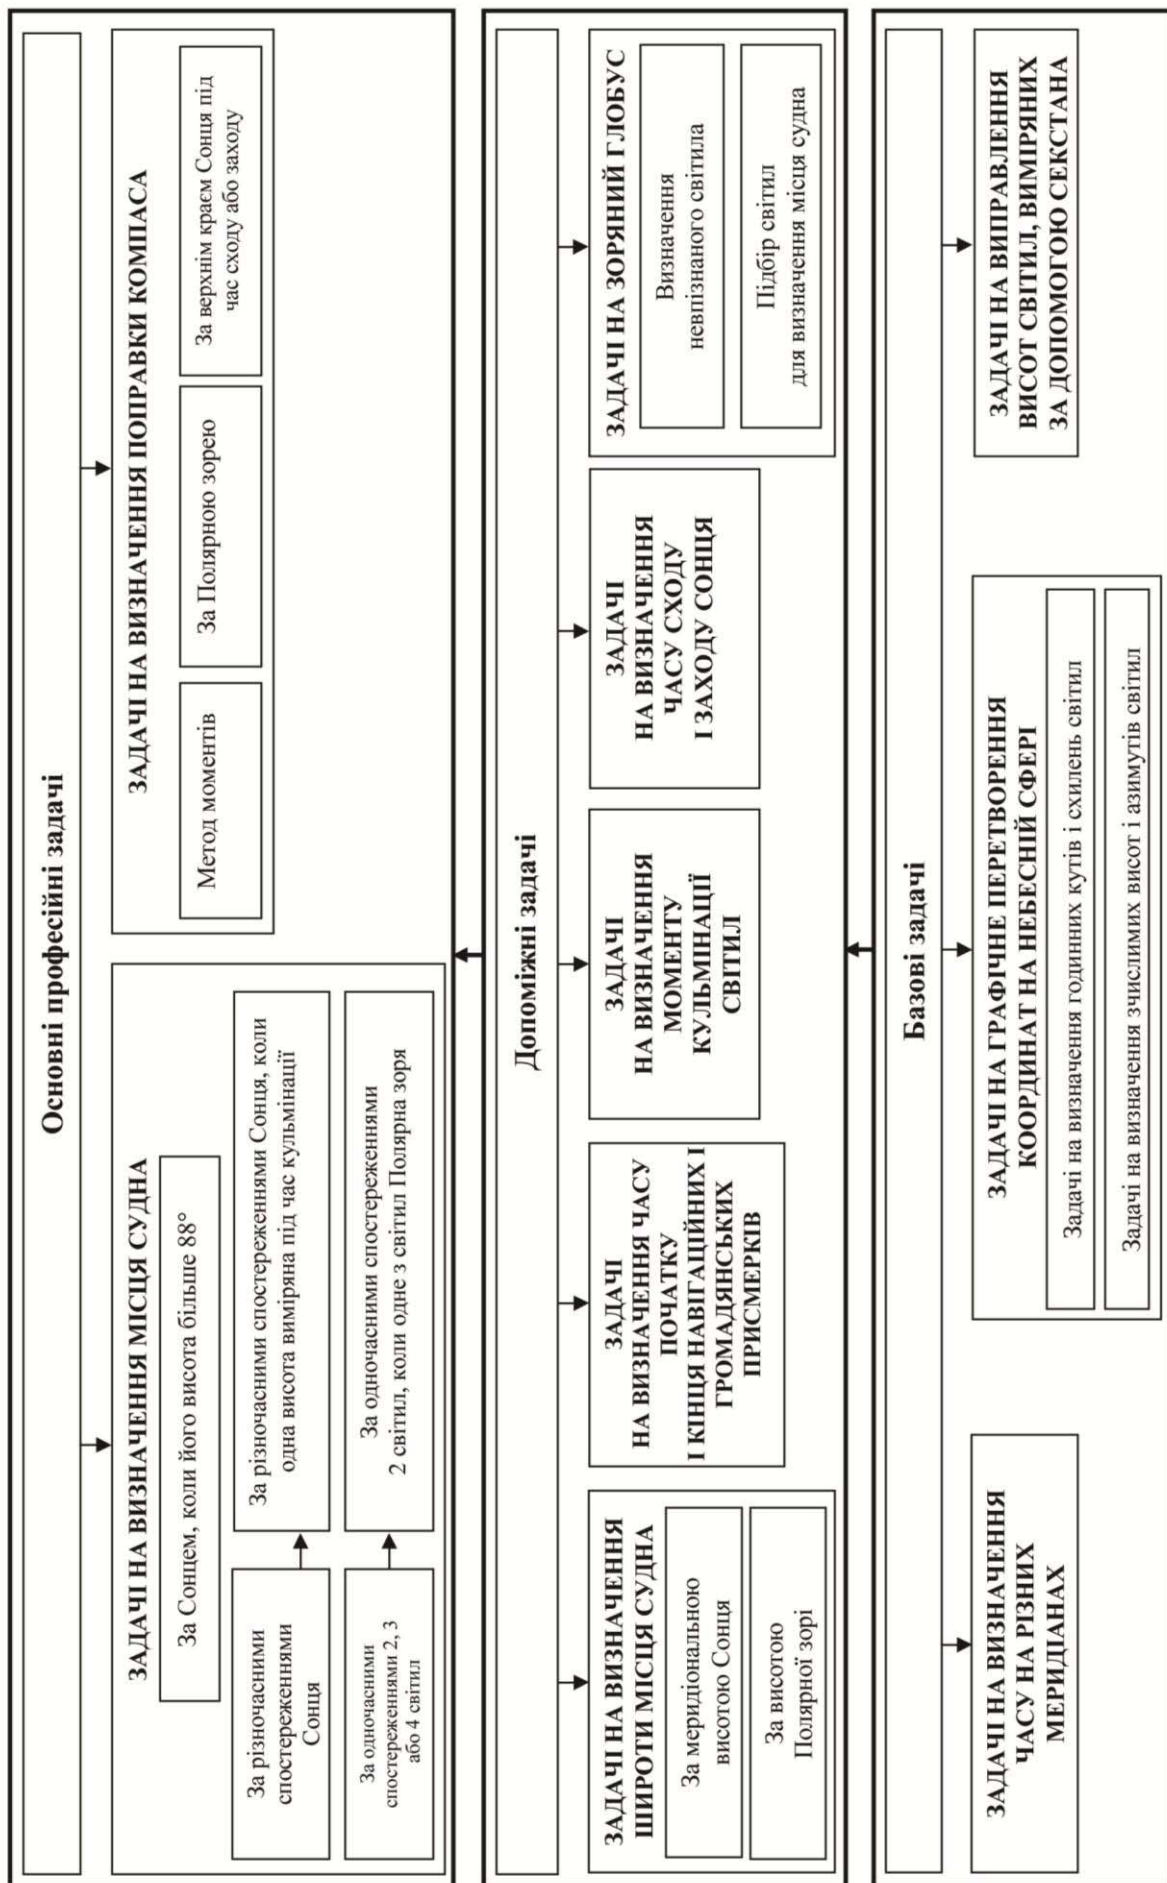 Основні професійні задачі
ЗАДАЧІ НА ВИЗНАЧЕННЯ МІСЦЯ СУДНА
За Сонцем, коли його висота більше 88°
За різночасними
спостереженнями
Сонця
За різночасними спостереженнями Сонця, коли
одна висота виміряна під час кульмінації
За одночасними
спостереженнями 2, 3
або 4 світил
За одночасними спостереженнями
2 світил, коли одне з світил Полярна зоря
ЗАДАЧІ НА ВИЗНАЧЕННЯ ПОПРАВКИ КОМПАСА
Метод моментів
За Полярною зорею
За верхнім краєм Сонця під
час сходу або заходу
Допоміжні задачі
ЗАДАЧІ НА ВИЗНАЧЕННЯ
ШИРОТИ МІСЦЯ СУДНА
За меридіональною
висотою Сонця
За висотою
Полярної зорі
ЗАДАЧІ
НА ВИЗНАЧЕННЯ ЧАСУ
ПОЧАТКУ
І КІНЦЯ НАВІГАЦІЙНИХ І
ГРОМАДЯНСЬКИХ
ПРИСМЕРКІВ
ЗАДАЧІ
НА ВИЗНАЧЕННЯ
МОМЕНТУ
КУЛЬМІНАЦІЇ
СВІТИЛ
ЗАДАЧІ
НА ВИЗНАЧЕННЯ
ЧАСУ СХОДУ
І ЗАХОДУ СОНЦЯ
ЗАДАЧІ НА ЗОРЯНИЙ ГЛОБУС
Визначення
невпізнаного світила
Підбір світил
для визначення місця судна
Базові задачі
ЗАДАЧІ НА ВИЗНАЧЕННЯ
ЧАСУ НА РІЗНИХ
МЕРИДІАНАХ
ЗАДАЧІ НА ГРАФІЧНЕ ПЕРЕТВОРЕННЯ
КООРДИНАТ НА НЕБЕСНІЙ СФЕРІ
Задачі на визначення годинних кутів і схилень світил
Задачі на визначення зчислимих висот і азимутів світил
ЗАДАЧІ НА ВИПРАВЛЕННЯ
ВИСОТ СВІТИЛ, ВИМІРЯНИХ
ЗА ДОПОМОГОЮ СЕКСТАНА